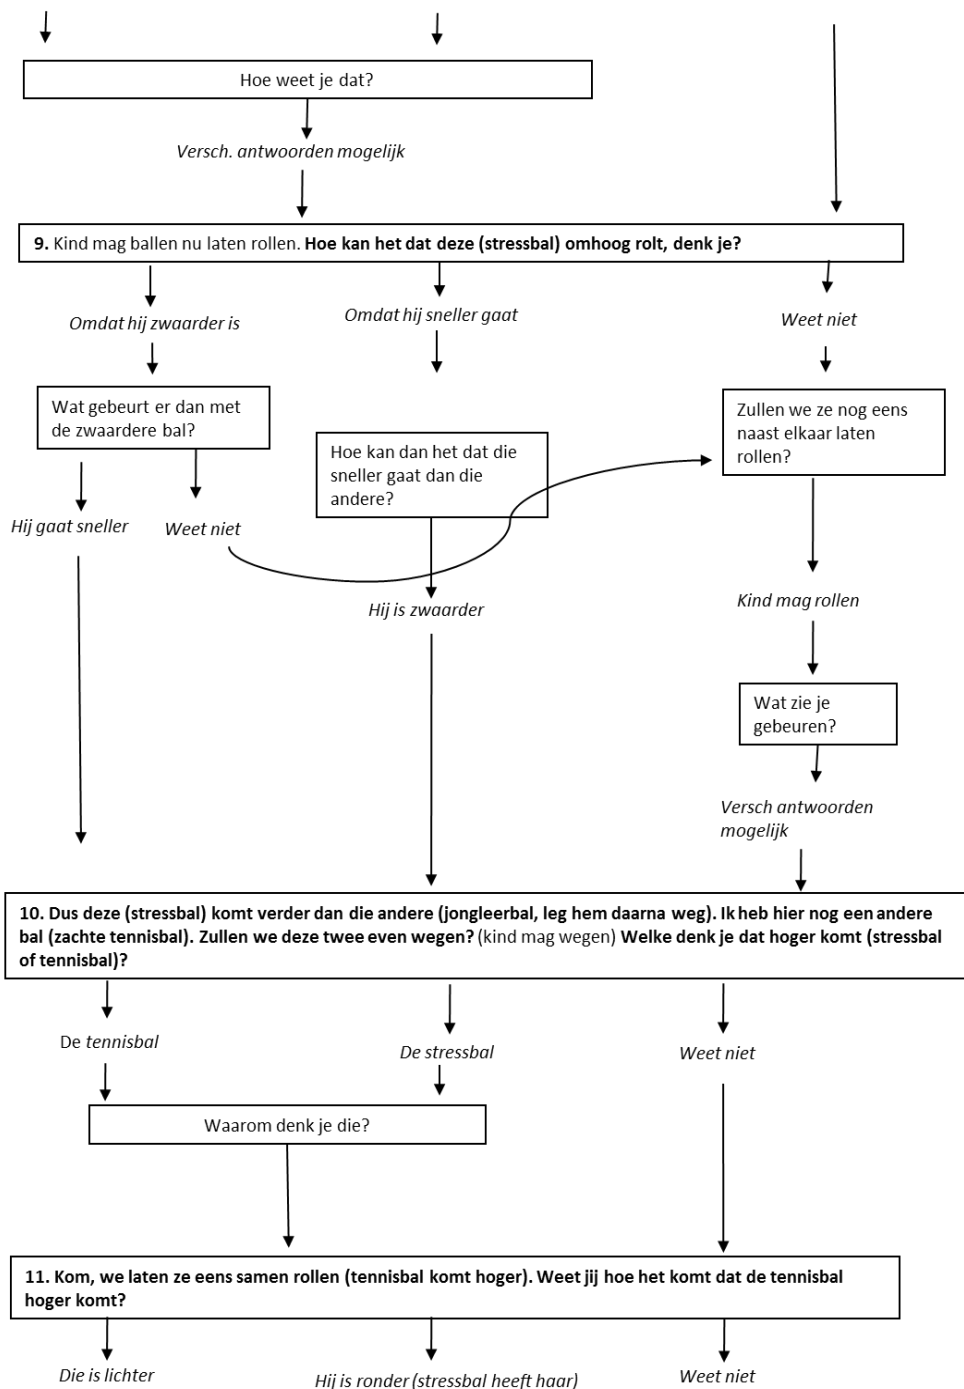 Hoe weet je dat?
Versch. antwoorden mogelijk
9. Kind mag ballen nu laten rollen. Hoe kan het dat deze (stressbal) omhoog rolt, denk je?
Omdat hij zwaarder is
Omdat hij sneller gaat
Weet niet
Wat gebeurt er dan met
de zwaardere bal?
Hoe kan dan het dat die
sneller gaat dan die
andere?
Zullen we ze nog eens
naast elkaar laten
rollen?
Hij gaat sneller
Weet niet
Hij is zwaarder
Kind mag rollen
Wat zie je
gebeuren?
Versch antwoorden
mogelijk
10. Dus deze (stressbal) komt verder dan die andere (jongleerbal, leg hem daarna weg). Ik heb hier nog een andere
bal (zachte tennisbal). Zullen we deze twee even wegen? (kind mag wegen) Welke denk je dat hoger komt (stressbal
of tennisbal)?
De tennisbal
De stressbal
Weet niet
Waarom denk je die?
11. Kom, we laten ze eens samen rollen (tennisbal komt hoger). Weet jij hoe het komt dat de tennisbal
hoger komt?
Die is lichter
Hij is ronder (stressbal heeft haar)
Weet niet